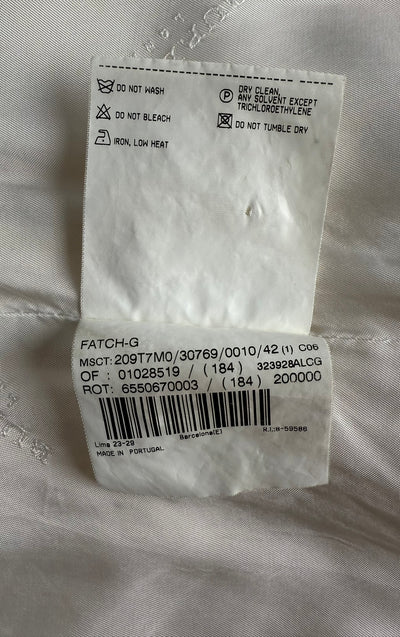 DO NOT WASH
DO NOT BLEACH
IRON, LOW HEAT
P
DRY CLEAN,
ANY SOLVENT EXCEPT
TRICHLOROETHYLENE
DO NOT TUMBLE DRY
FATCH-G
MSCT: 209T7M0/30769/0010/42 (1) C06
OF : 01028519 / (184) 323928ALCG
ROT: 6550670003 / (184) 200000
Lima 23-29 Barcelona(E) R.I.:8-59586
MADE IN PORTUGAL